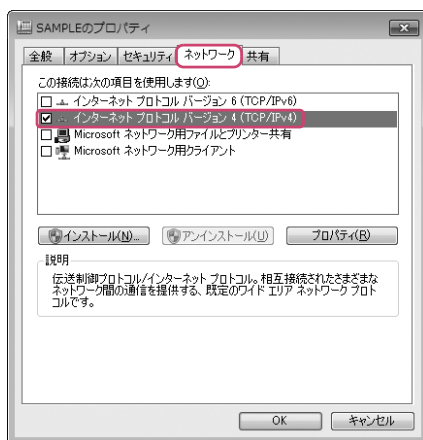 SAMPLEのプロパティ
全般 オプション セキュリティ ネットワーク 共有
この接続は次の項目を使用します(O):
インターネット プロトコル バージョン 6 (TCP/IPv6)
インターネット プロトコル バージョン 4 (TCP/IPv4)
Microsoft ネットワーク用ファイルとプリンター共有
Microsoft ネットワーク用クライアント
インストール(N)... アンインストール(U) プロパティ(R)
説明
伝送制御プロトコル/インターネット プロトコル。相互接続されたさまざまな
ネットワーク間の通信を提供する、既定のワイド エリア ネットワーク プロト
コルです。
OK キャンセル